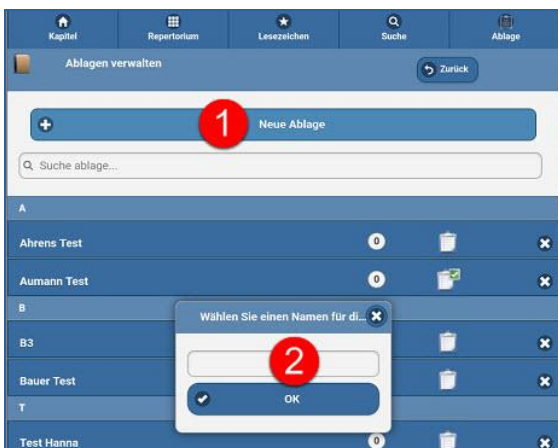 Kapitel Repertorium Lesezeichen Suche Ablage
Ablagen verwalten Zurück
1 Neue Ablage
Suche ablage...
A
Ahrens Test 0
Aumann Test 0
B
Wählen Sie einen Namen für di...
B3
2
Bauer Test
OK
T
Test Hanna 0